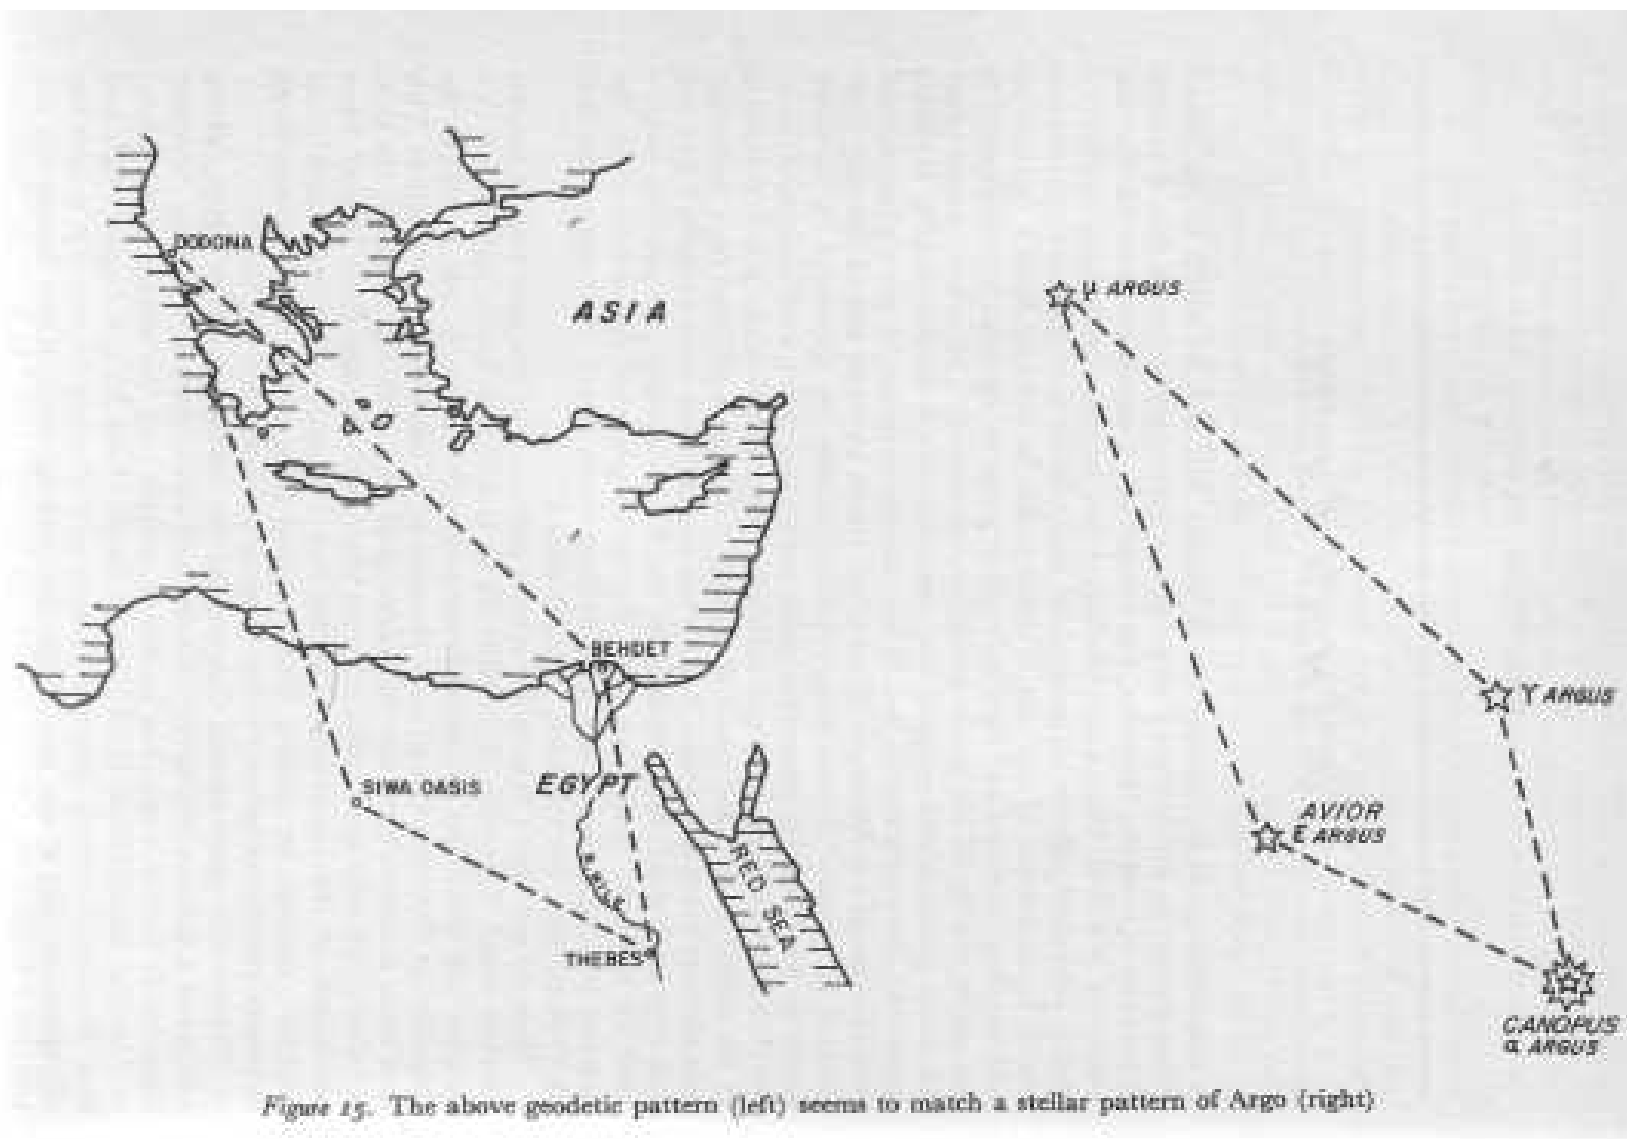 DODONA
ASIA
BEHDET
SIWA OASIS
EGYPT
R. NILE
RED SEA
THEBES
μ ARGUS
γ ARGUS
AVIOR
ε ARGUS
CANOPUS
α ARGUS
Figure 15. The above geodetic pattern (left) seems to match a stellar pattern of Argo (right)